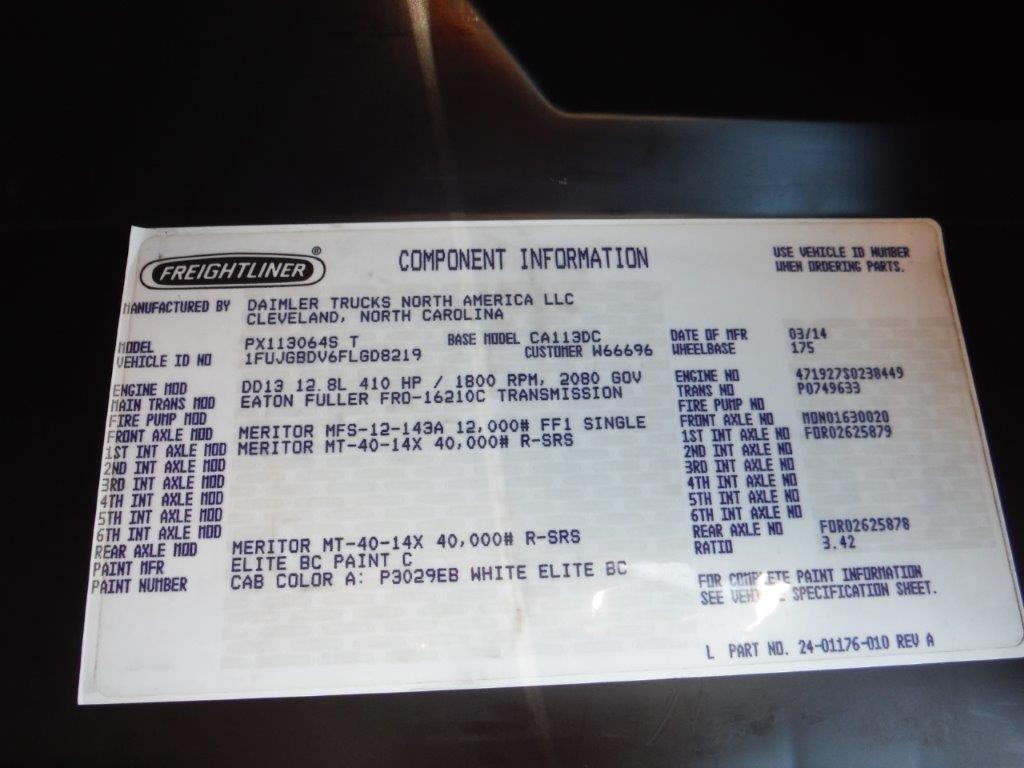 FREIGHTLINER ®
COMPONENT INFORMATION
USE VEHICLE ID NUMBER
WHEN ORDERING PARTS.
MANUFACTURED BY DAIMLER TRUCKS NORTH AMERICA LLC
CLEVELAND, NORTH CAROLINA
MODEL PX113064S T BASE MODEL CA113DC DATE OF MFR 03/14
VEHICLE ID NO 1FUJGBDV6FLGD8219 CUSTOMER W66696 WHEELBASE 175
ENGINE MOD DD13 12.8L 410 HP / 1800 RPM, 2080 GOV ENGINE NO 471927S0238449
MAIN TRANS MOD EATON FULLER FRO-16210C TRANSMISSION TRANS NO P0749633
FIRE PUMP MOD FIRE PUMP NO
FRONT AXLE MOD MERITOR MFS-12-143A 12,000# FF1 SINGLE FRONT AXLE NO MDN01630020
1ST INT AXLE MOD MERITOR MT-40-14X 40,000# R-SRS 1ST INT AXLE NO FOR02625879
2ND INT AXLE MOD 2ND INT AXLE NO
3RD INT AXLE MOD 3RD INT AXLE NO
4TH INT AXLE MOD 4TH INT AXLE NO
5TH INT AXLE MOD 5TH INT AXLE NO
6TH INT AXLE MOD 6TH INT AXLE NO
REAR AXLE MOD MERITOR MT-40-14X 40,000# R-SRS REAR AXLE NO FOR02625878
PAINT MFR ELITE BC PAINT C RATIO 3.42
PAINT NUMBER CAB COLOR A: P3029EB WHITE ELITE BC
FOR COMPLETE PAINT INFORMATION
SEE VEHICLE SPECIFICATION SHEET.
L PART NO. 24-01176-010 REV A